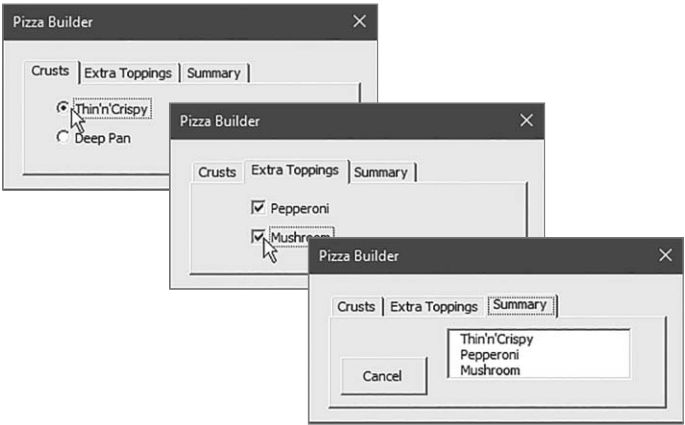 Pizza Builder
Crusts Extra Toppings Summary
Thin'n'Crispy
Deep Pan
Pizza Builder
Crusts Extra Toppings Summary
Pepperoni
Mushroom
Pizza Builder
Crusts Extra Toppings Summary
Thin'n'Crispy
Pepperoni
Mushroom
Cancel